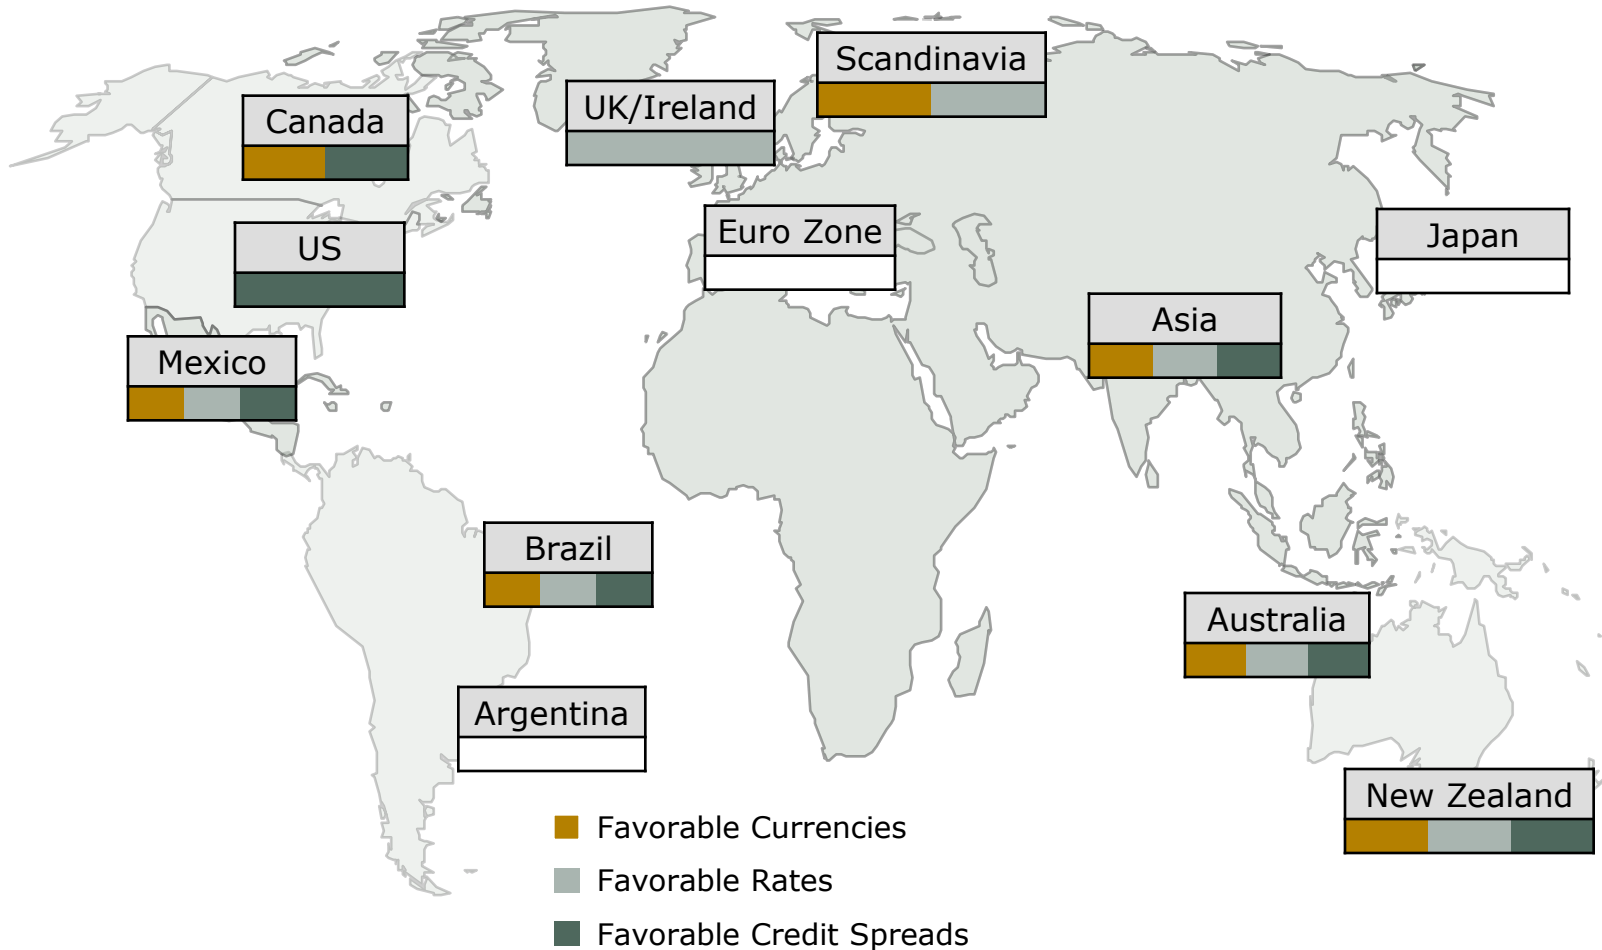 Scandinavia
UK/Ireland
Canada
Euro Zone
Japan
US
Asia
Mexico
Brazil
Australia
Argentina
New Zealand
Favorable Currencies
Favorable Rates
Favorable Credit Spreads